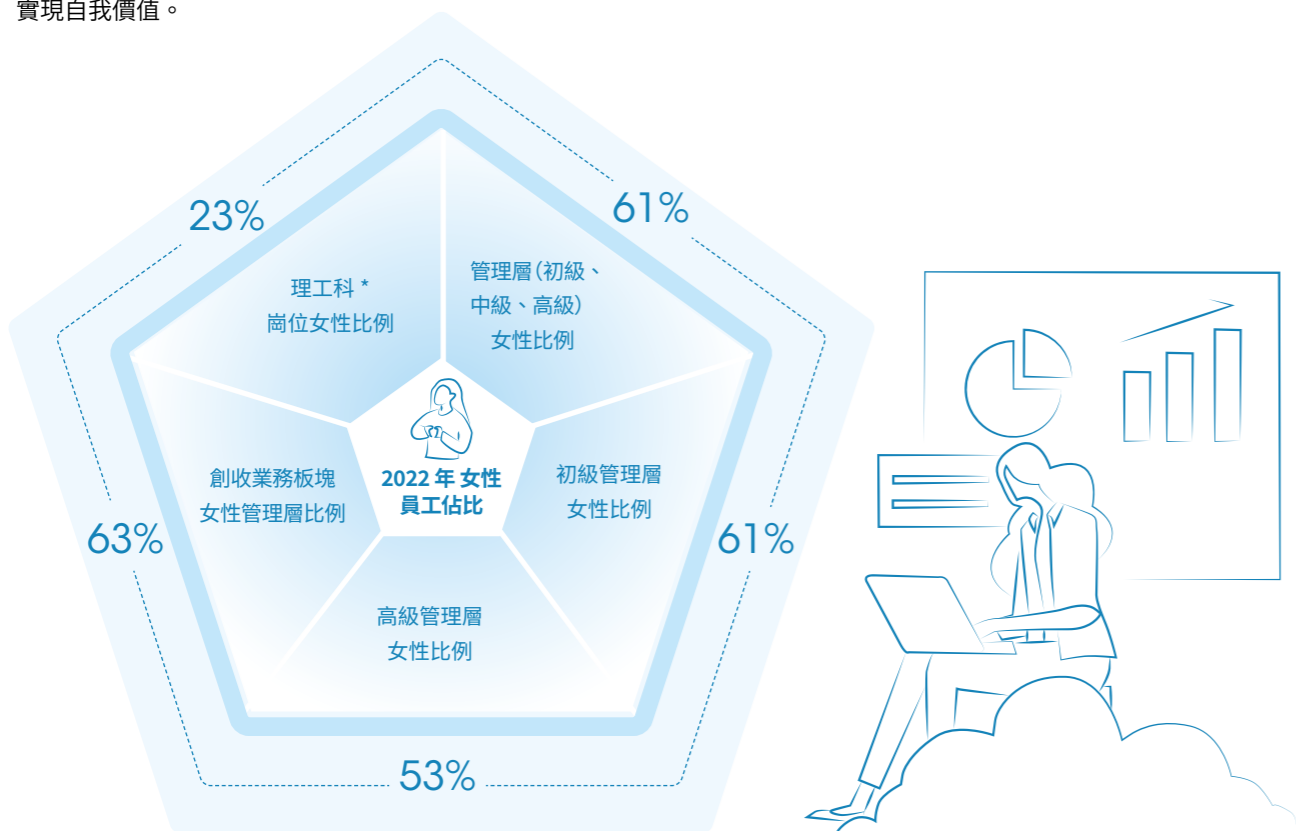 實現自我價值。
23%
61%
理工科 *
崗位女性比例
管理層(初級、
中級、高級)
女性比例
2022 年 女性
員工佔比
創收業務板塊
女性管理層比例
初級管理層
女性比例
63%
61%
高級管理層
女性比例
53%